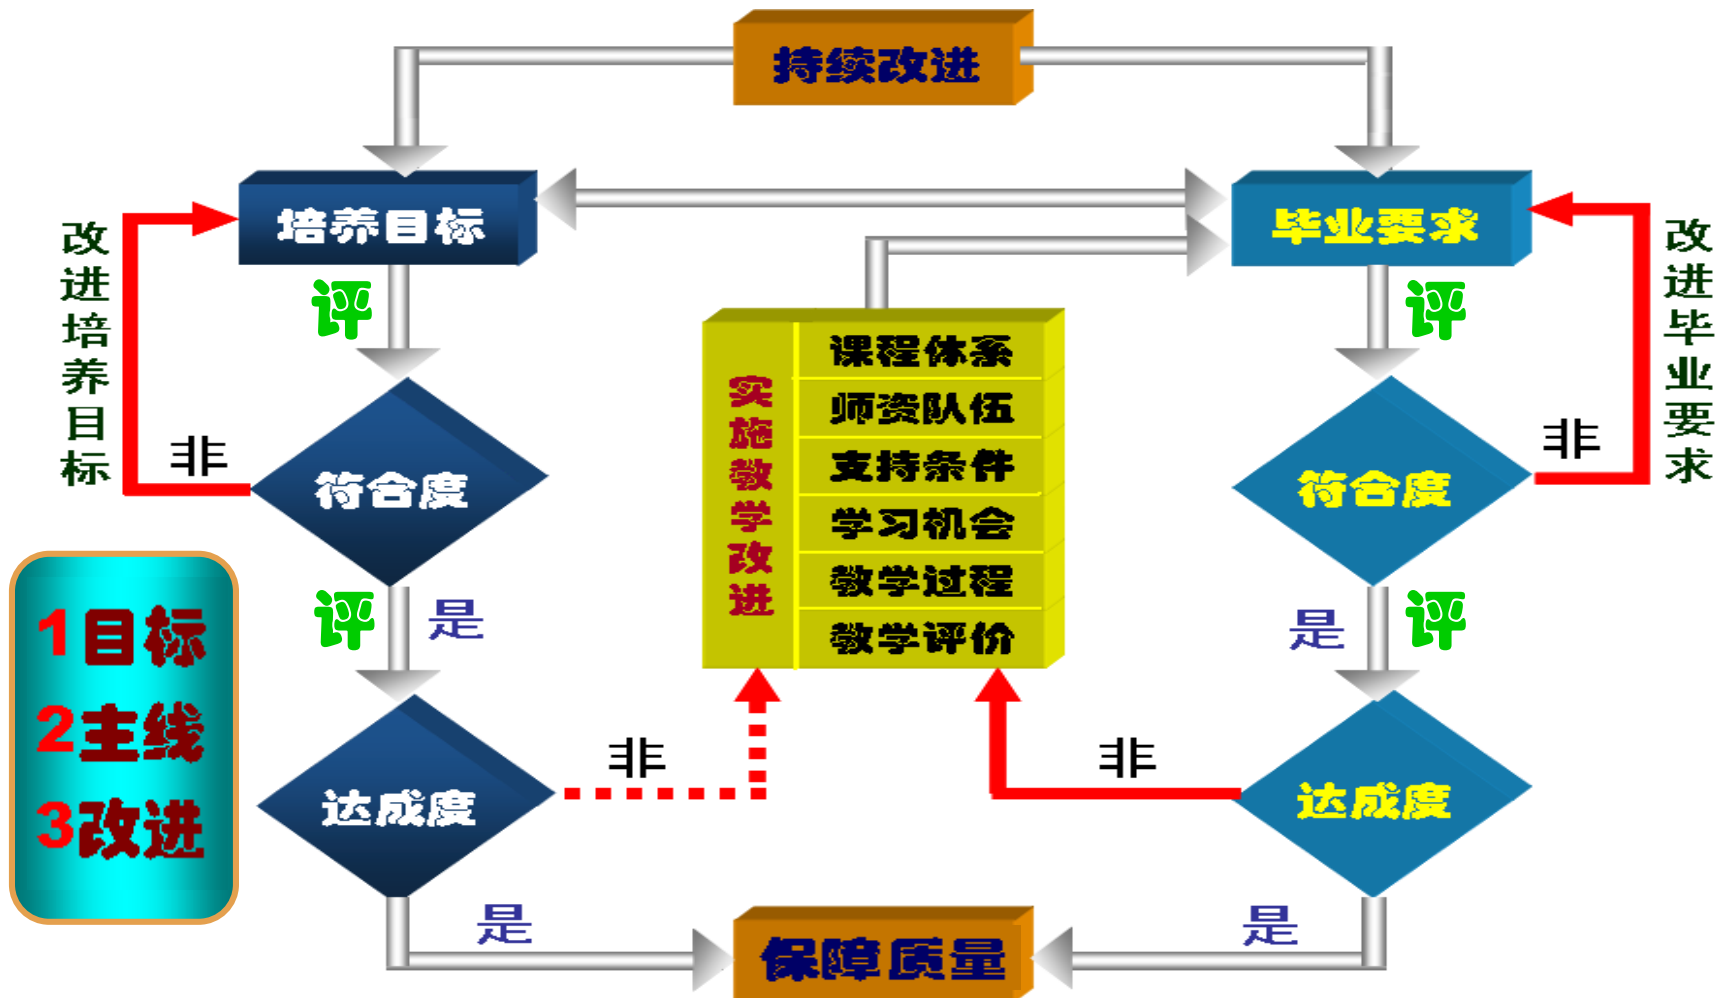 持续改进
培养目标
毕业要求
改进培养目标
评
评
改进毕业要求
非
符合度
实施教学改进
课程体系
师资队伍
支持条件
学习机会
教学过程
教学评价
非
符合度
评
是
是
评
1目标
2主线
3改进
达成度
非
非
达成度
是
是
保障质量